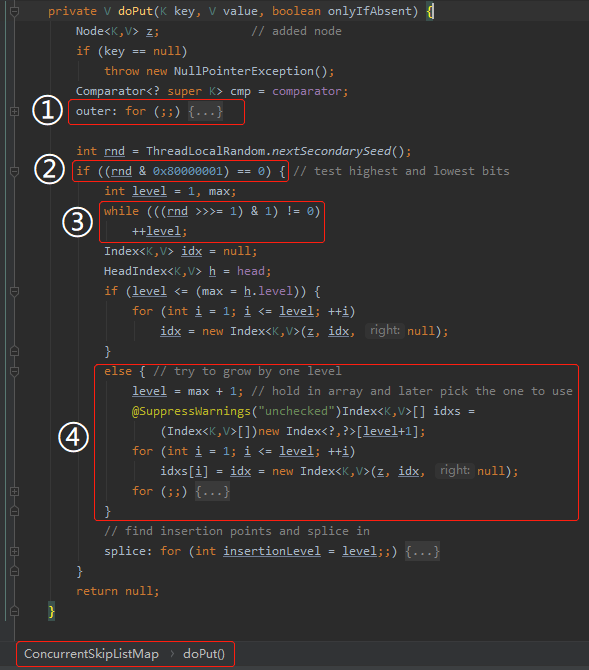 private V doPut(K key, V value, boolean onlyIfAbsent) {
Node<K,V> z; // added node
if (key == null)
throw new NullPointerException();
Comparator<? super K> cmp = comparator;
① outer: for (;;) {...}
int rnd = ThreadLocalRandom.nextSecondarySeed();
② if ((rnd & 0x80000001) == 0) { // test highest and lowest bits
int level = 1, max;
③ while (((rnd >>>= 1) & 1) != 0)
++level;
Index<K,V> idx = null;
HeadIndex<K,V> h = head;
if (level <= (max = h.level)) {
for (int i = 1; i <= level; ++i)
idx = new Index<K,V>(z, idx, right: null);
}
else { // try to grow by one level
level = max + 1; // hold in array and later pick the one to use
@SuppressWarnings("unchecked")Index<K,V>[] idxs =
④ (Index<K,V>[])new Index<?,?>[level+1];
for (int i = 1; i <= level; ++i)
idxs[i] = idx = new Index<K,V>(z, idx, right: null);
for (;;) {...}
}
// find insertion points and splice in
splice: for (int insertionLevel = level;;) {...}
}
return null;
}
ConcurrentSkipListMap › doPut()